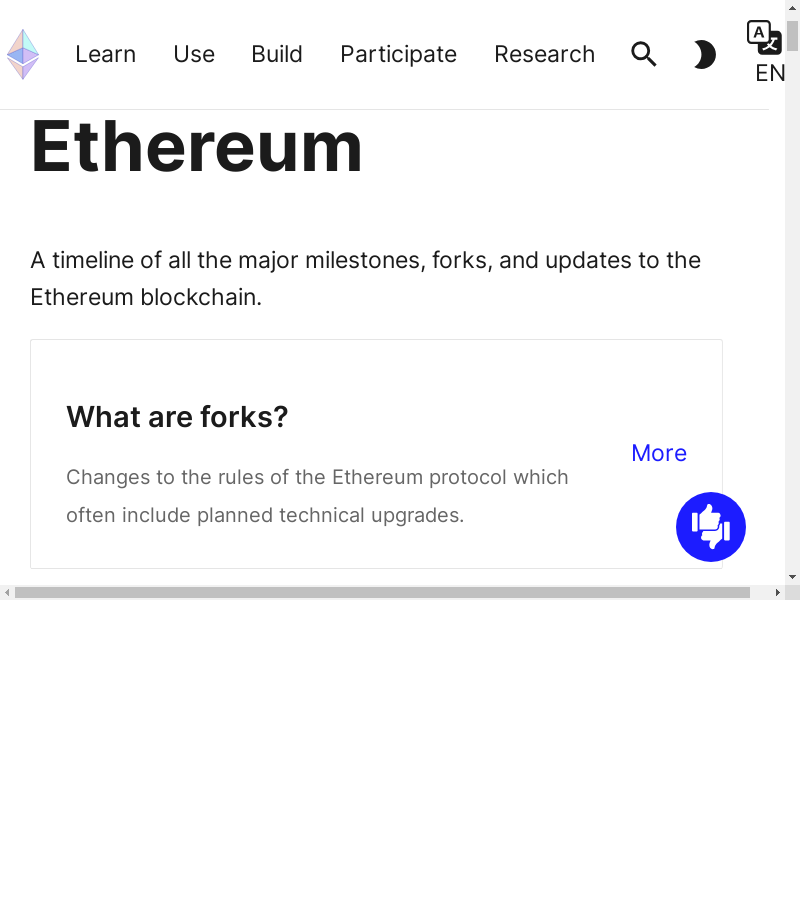 Learn Use Build Participate Research
A
文
EN
Ethereum
A timeline of all the major milestones, forks, and updates to the
Ethereum blockchain.
What are forks?
More
Changes to the rules of the Ethereum protocol which
often include planned technical upgrades.